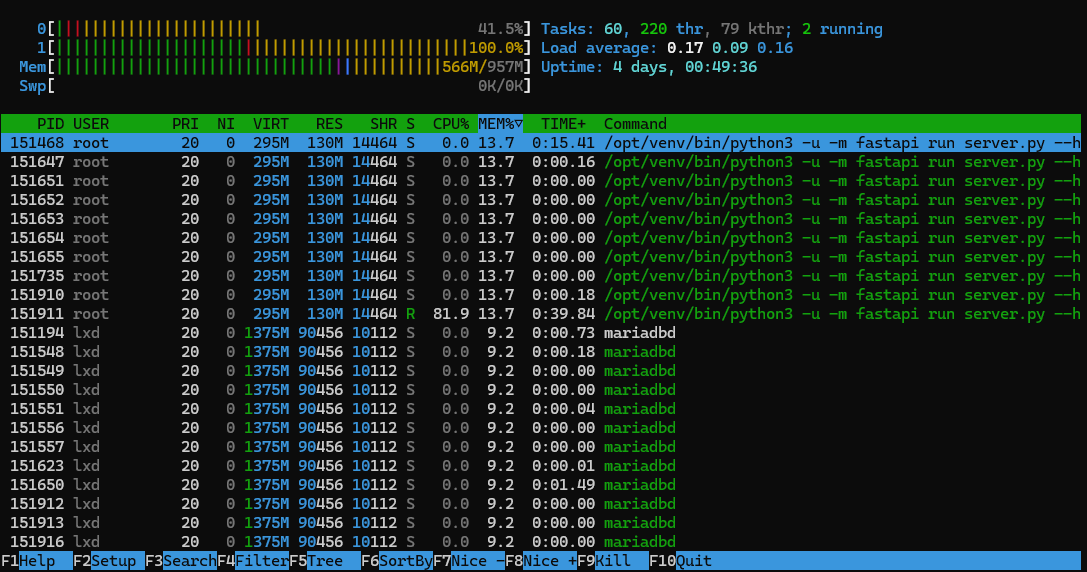 0[|||||||||||||||||||||||41.5%] Tasks: 60, 220 thr, 79 kthr; 2 running
1[||||||||||||||||||||||||||||||||||||||||||||||100.0%] Load average: 0.17 0.09 0.16
Mem[|||||||||||||||||||||||||||||||||||||||||||566M/957M] Uptime: 4 days, 00:49:36
Swp[0K/0K]
PID USER PRI NI VIRT RES SHR S CPU% MEM%▽ TIME+ Command
151468 root 20 0 295M 130M 14464 S 0.0 13.7 0:15.41 /opt/venv/bin/python3 -u -m fastapi run server.py --h
151647 root 20 0 295M 130M 14464 S 0.0 13.7 0:00.16 /opt/venv/bin/python3 -u -m fastapi run server.py --h
151651 root 20 0 295M 130M 14464 S 0.0 13.7 0:00.00 /opt/venv/bin/python3 -u -m fastapi run server.py --h
151652 root 20 0 295M 130M 14464 S 0.0 13.7 0:00.00 /opt/venv/bin/python3 -u -m fastapi run server.py --h
151653 root 20 0 295M 130M 14464 S 0.0 13.7 0:00.00 /opt/venv/bin/python3 -u -m fastapi run server.py --h
151654 root 20 0 295M 130M 14464 S 0.0 13.7 0:00.00 /opt/venv/bin/python3 -u -m fastapi run server.py --h
151655 root 20 0 295M 130M 14464 S 0.0 13.7 0:00.00 /opt/venv/bin/python3 -u -m fastapi run server.py --h
151735 root 20 0 295M 130M 14464 S 0.0 13.7 0:00.00 /opt/venv/bin/python3 -u -m fastapi run server.py --h
151910 root 20 0 295M 130M 14464 S 0.0 13.7 0:00.18 /opt/venv/bin/python3 -u -m fastapi run server.py --h
151911 root 20 0 295M 130M 14464 R 81.9 13.7 0:39.84 /opt/venv/bin/python3 -u -m fastapi run server.py --h
151194 lxd 20 0 1375M 90456 10112 S 0.0 9.2 0:00.73 mariadbd
151548 lxd 20 0 1375M 90456 10112 S 0.0 9.2 0:00.18 mariadbd
151549 lxd 20 0 1375M 90456 10112 S 0.0 9.2 0:00.00 mariadbd
151550 lxd 20 0 1375M 90456 10112 S 0.0 9.2 0:00.00 mariadbd
151551 lxd 20 0 1375M 90456 10112 S 0.0 9.2 0:00.04 mariadbd
151556 lxd 20 0 1375M 90456 10112 S 0.0 9.2 0:00.00 mariadbd
151557 lxd 20 0 1375M 90456 10112 S 0.0 9.2 0:00.00 mariadbd
151623 lxd 20 0 1375M 90456 10112 S 0.0 9.2 0:00.01 mariadbd
151650 lxd 20 0 1375M 90456 10112 S 0.0 9.2 0:01.49 mariadbd
151912 lxd 20 0 1375M 90456 10112 S 0.0 9.2 0:00.00 mariadbd
151913 lxd 20 0 1375M 90456 10112 S 0.0 9.2 0:00.00 mariadbd
151916 lxd 20 0 1375M 90456 10112 S 0.0 9.2 0:00.00 mariadbd
F1Help F2Setup F3SearchF4FilterF5Tree F6SortByF7Nice -F8Nice +F9Kill F10Quit